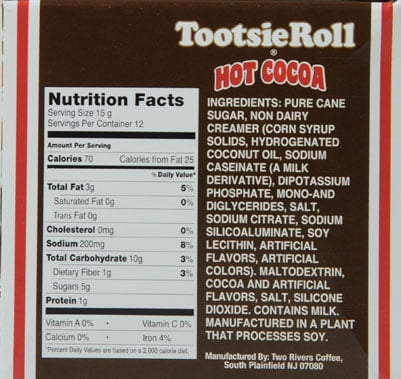 TootsieRoll
®
HOT COCOA
Nutrition Facts
Serving Size 15 g
Servings Per Container 12
Amount Per Serving
Calories 70 Calories from Fat 25
% Daily Value*
Total Fat 3g 5%
Saturated Fat 0g 0%
Trans Fat 0g
Cholesterol 0mg 0%
Sodium 200mg 8%
Total Carbohydrate 10g 3%
Dietary Fiber 1g 3%
Sugars 5g
Protein 1g
Vitamin A 0% • Vitamin C 0%
Calcium 0% • Iron 4%
*Percent Daily Values are based on a 2,000 calorie diet.
INGREDIENTS: PURE CANE
SUGAR, NON DAIRY
CREAMER (CORN SYRUP
SOLIDS, HYDROGENATED
COCONUT OIL, SODIUM
CASEINATE (A MILK
DERIVATIVE), DIPOTASSIUM
PHOSPHATE, MONO-AND
DIGLYCERIDES, SALT,
SODIUM CITRATE, SODIUM
SILICOALUMINATE, SOY
LECITHIN, ARTIFICIAL
FLAVORS, ARTIFICIAL
COLORS). MALTODEXTRIN,
COCOA AND ARTIFICIAL
FLAVORS, SALT, SILICONE
DIOXIDE. CONTAINS MILK.
MANUFACTURED IN A PLANT
THAT PROCESSES SOY.
Manufactured By: Two Rivers Coffee,
South Plainfield NJ 07080